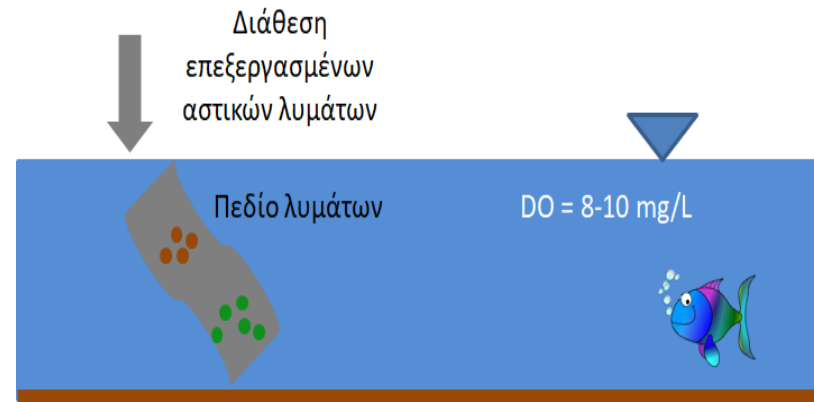 Διάθεση
επεξεργασμένων
αστικών λυμάτων
Πεδίο λυμάτων
DO = 8-10 mg/L